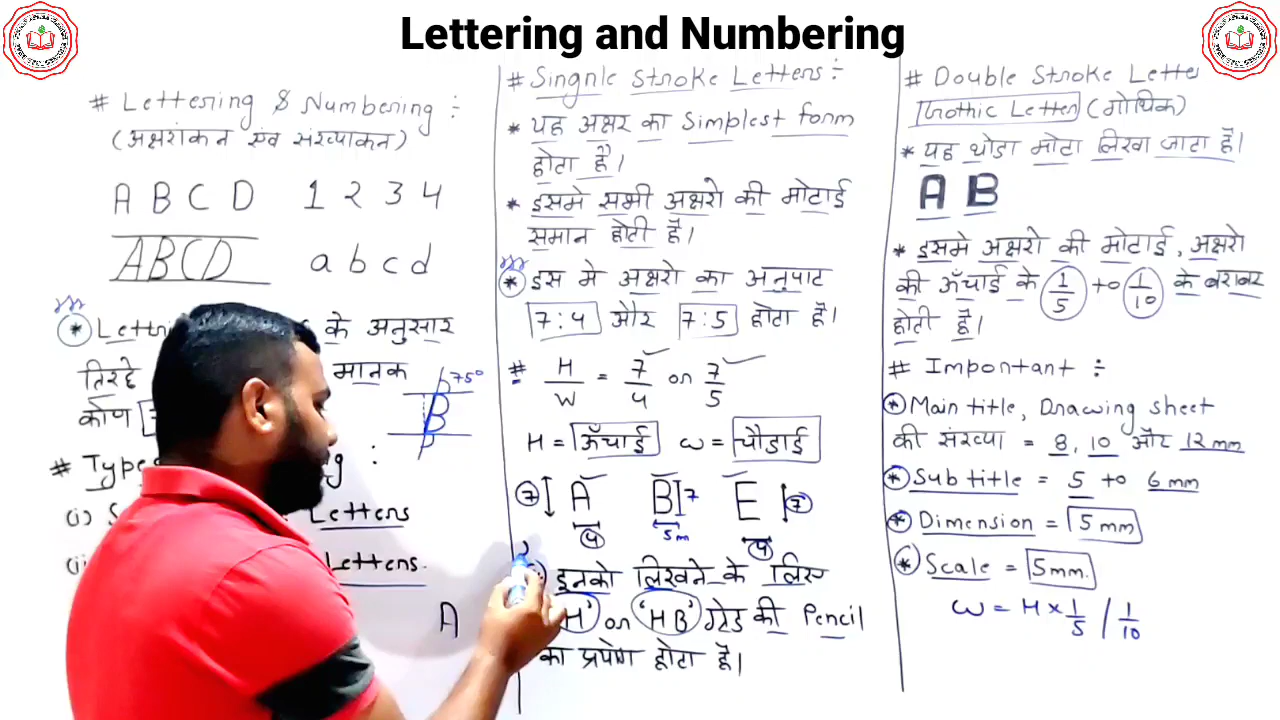 Lettering and Numbering
# Lettering & Numbering ÷
(अक्षरांकन एंव संख्याकन)
A B C D 1 2 3 4
ABCD a b c d
* के अनुसार
तिरछे मानक
कोण
75°
B
# Types :
(i) Letters
(ii) Letters.
A
# Singnle Stroke Letters ÷
* यह अक्षर का Simplest form
होता है।
* इसमे सभी अक्षरो की मोटाई
समान होती है।
* इस मे अक्षरो का अनुपाट
7:4 और 7:5 होता है।
# H/W = 7/4 or 7/5
H = ऊँचाई W = चौडाई
7 A B 7 E 7
4 5m 4
इनको लिखने के लिए
'H' or 'HB' ग्रेड की Pencil
का प्रयोग होता है।
# Double Stroke Lette
Gothic Letter (गोथिक)
* यह थोडा मोटा लिखा जाटा है।
A B
* इसमे अक्षरो की मोटाई, अक्षरो
की ऊँचाई के 1/5 to 1/10 के बराबर
होती है।
# Important ÷
* Main title, Drawing sheet
की संख्या = 8, 10 और 12 mm
* Sub title = 5 to 6 mm
* Dimension = 5 mm
* Scale = 5 mm.
W = H × 1/5 / 1/10